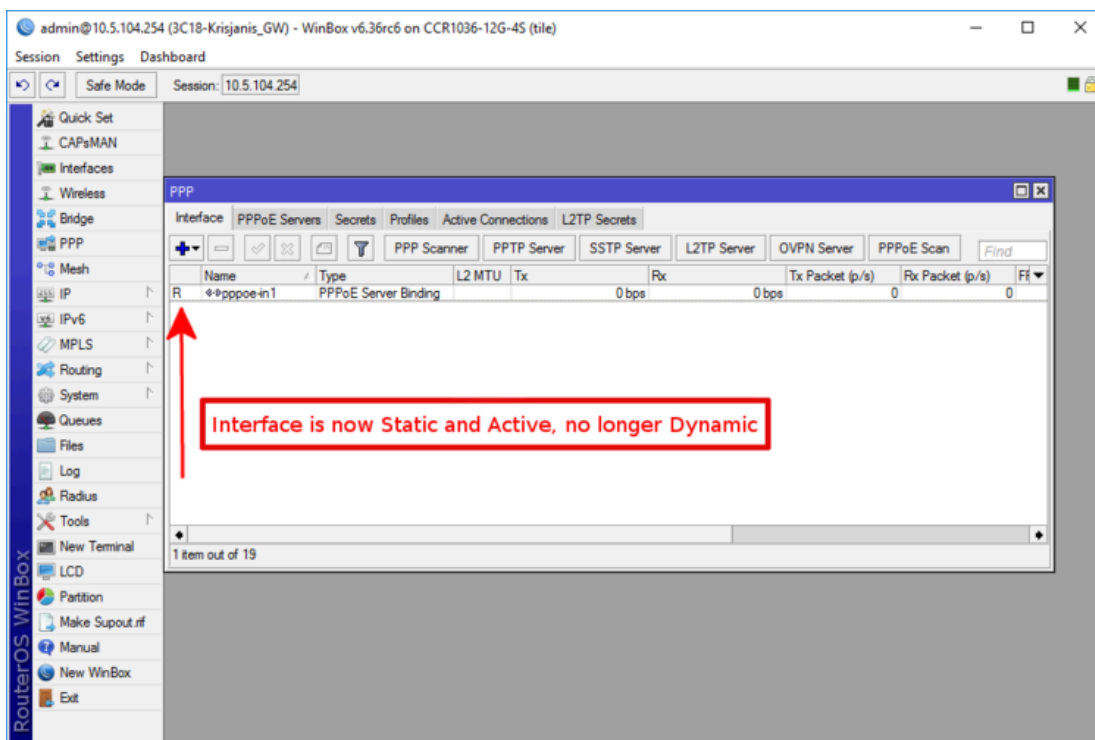 admin@10.5.104.254 (3C18-Krisjanis_GW) - WinBox v6.36rc6 on CCR1036-12G-4S (tile)
Session Settings Dashboard
Safe Mode Session: 10.5.104.254
Quick Set
CAPsMAN
Interfaces
Wireless
Bridge
PPP
Mesh
IP
IPv6
MPLS
Routing
System
Queues
Files
Log
Radius
Tools
New Terminal
LCD
Partition
Make Supout.rif
Manual
New WinBox
Exit
RouterOS WinBox
PPP
Interface PPPoE Servers Secrets Profiles Active Connections L2TP Secrets
PPP Scanner PPTP Server SSTP Server L2TP Server OVPN Server PPPoE Scan Find
Name / Type L2 MTU Tx Rx Tx Packet (p/s) Rx Packet (p/s)
R pppoe-in1 PPPoE Server Binding 0 bps 0 bps 0 0
Interface is now Static and Active, no longer Dynamic
1 item out of 19